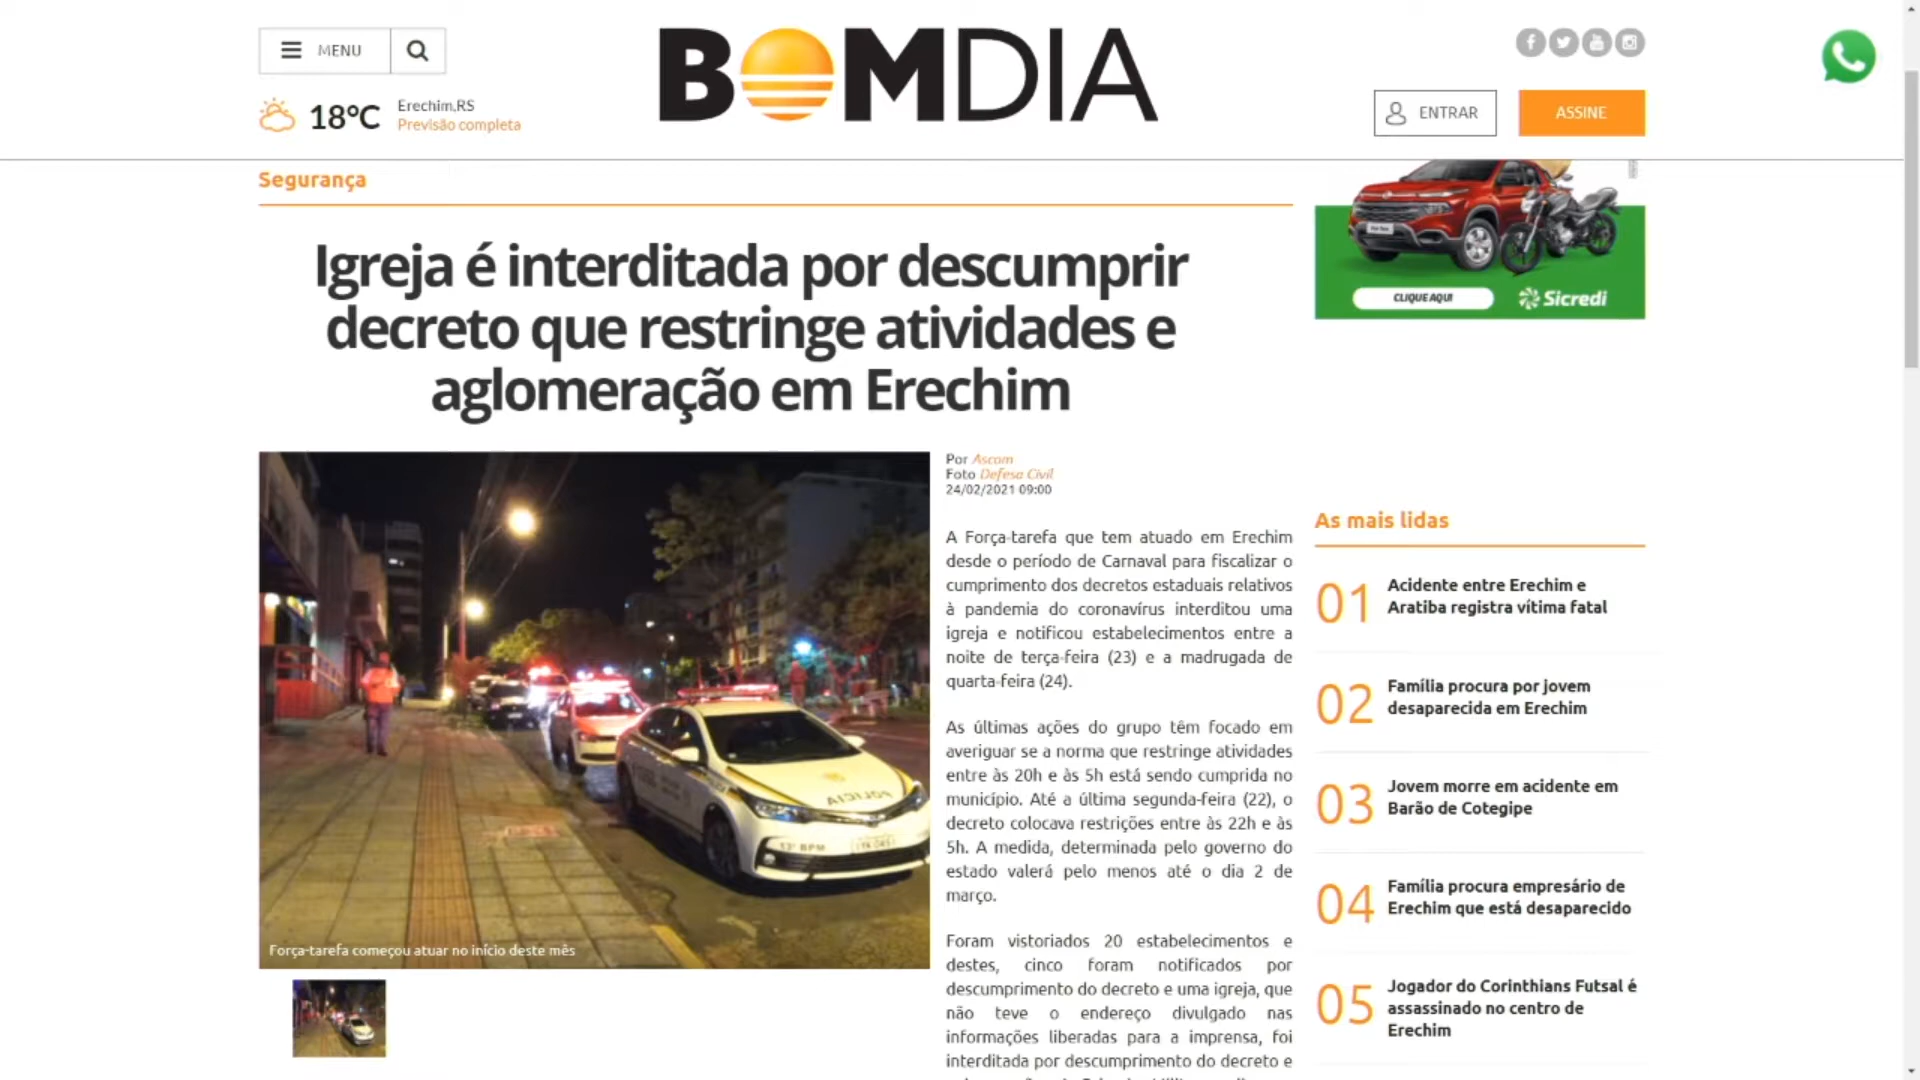 MENU
BOMDIA
18ºC
Erechim,RS
Previsão completa
ENTRAR
ASSINE
Segurança
CLIQUE AQUI
Sicredi
Igreja é interditada por descumprir
decreto que restringe atividades e
aglomeração em Erechim
Por Ascom
Foto Defesa Civil
24/02/2021 09:00
A Força-tarefa que tem atuado em Erechim
desde o período de Carnaval para fiscalizar o
cumprimento dos decretos estaduais relativos
à pandemia do coronavírus interditou uma
igreja e notificou estabelecimentos entre a
noite de terça-feira (23) e a madrugada de
quarta-feira (24).
As últimas ações do grupo têm focado em
averiguar se a norma que restringe atividades
entre às 20h e às 5h está sendo cumprida no
município. Até a última segunda-feira (22), o
decreto colocava restrições entre às 22h e às
5h. A medida, determinada pelo governo do
estado valerá pelo menos até o dia 2 de
março.
Foram vistoriados 20 estabelecimentos e
destes, cinco foram notificados por
descumprimento do decreto e uma igreja, que
não teve o endereço divulgado nas
informações liberadas para a imprensa, foi
interditada por descumprimento do decreto e
POLICIA
13º BPM
Força-tarefa começou atuar no início deste mês
As mais lidas
01 Acidente entre Erechim e
Aratiba registra vítima fatal
02 Família procura por jovem
desaparecida em Erechim
03 Jovem morre em acidente em
Barão de Cotegipe
04 Família procura empresário de
Erechim que está desaparecido
05 Jogador do Corinthians Futsal é
assassinado no centro de
Erechim